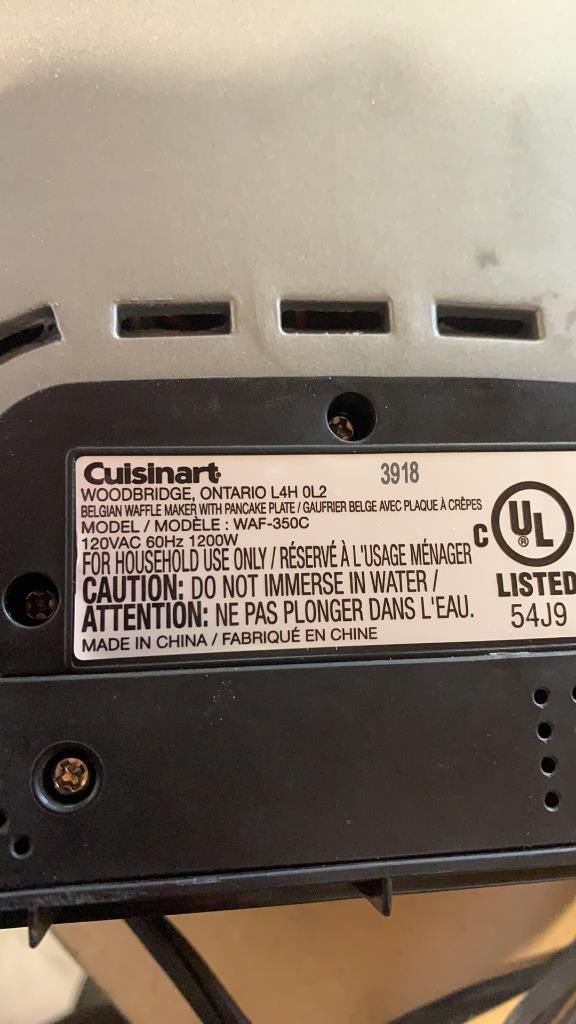 Cuisinart
3918
WOODBRIDGE, ONTARIO L4H 0L2
BELGIAN WAFFLE MAKER WITH PANCAKE PLATE / GAUFRIER BELGE AVEC PLAQUE À CRÊPES
MODEL / MODÈLE : WAF-350C
120VAC 60Hz 1200W
FOR HOUSEHOLD USE ONLY / RÉSERVÉ À L'USAGE MÉNAGER
CAUTION: DO NOT IMMERSE IN WATER /
ATTENTION: NE PAS PLONGER DANS L'EAU.
MADE IN CHINA / FABRIQUÉ EN CHINE
C UL ®
LISTED
54J9